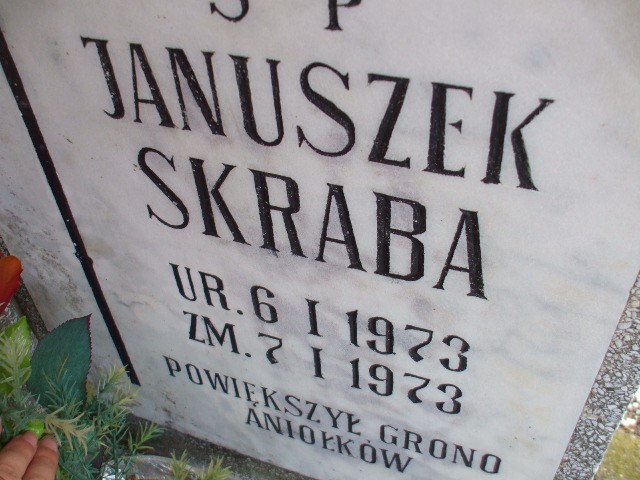 Ś P
JANUSZEK
SKRABA
UR. 6 I 1973
ZM. 7 I 1973
POWIĘKSZYŁ GRONO
ANIOŁKÓW